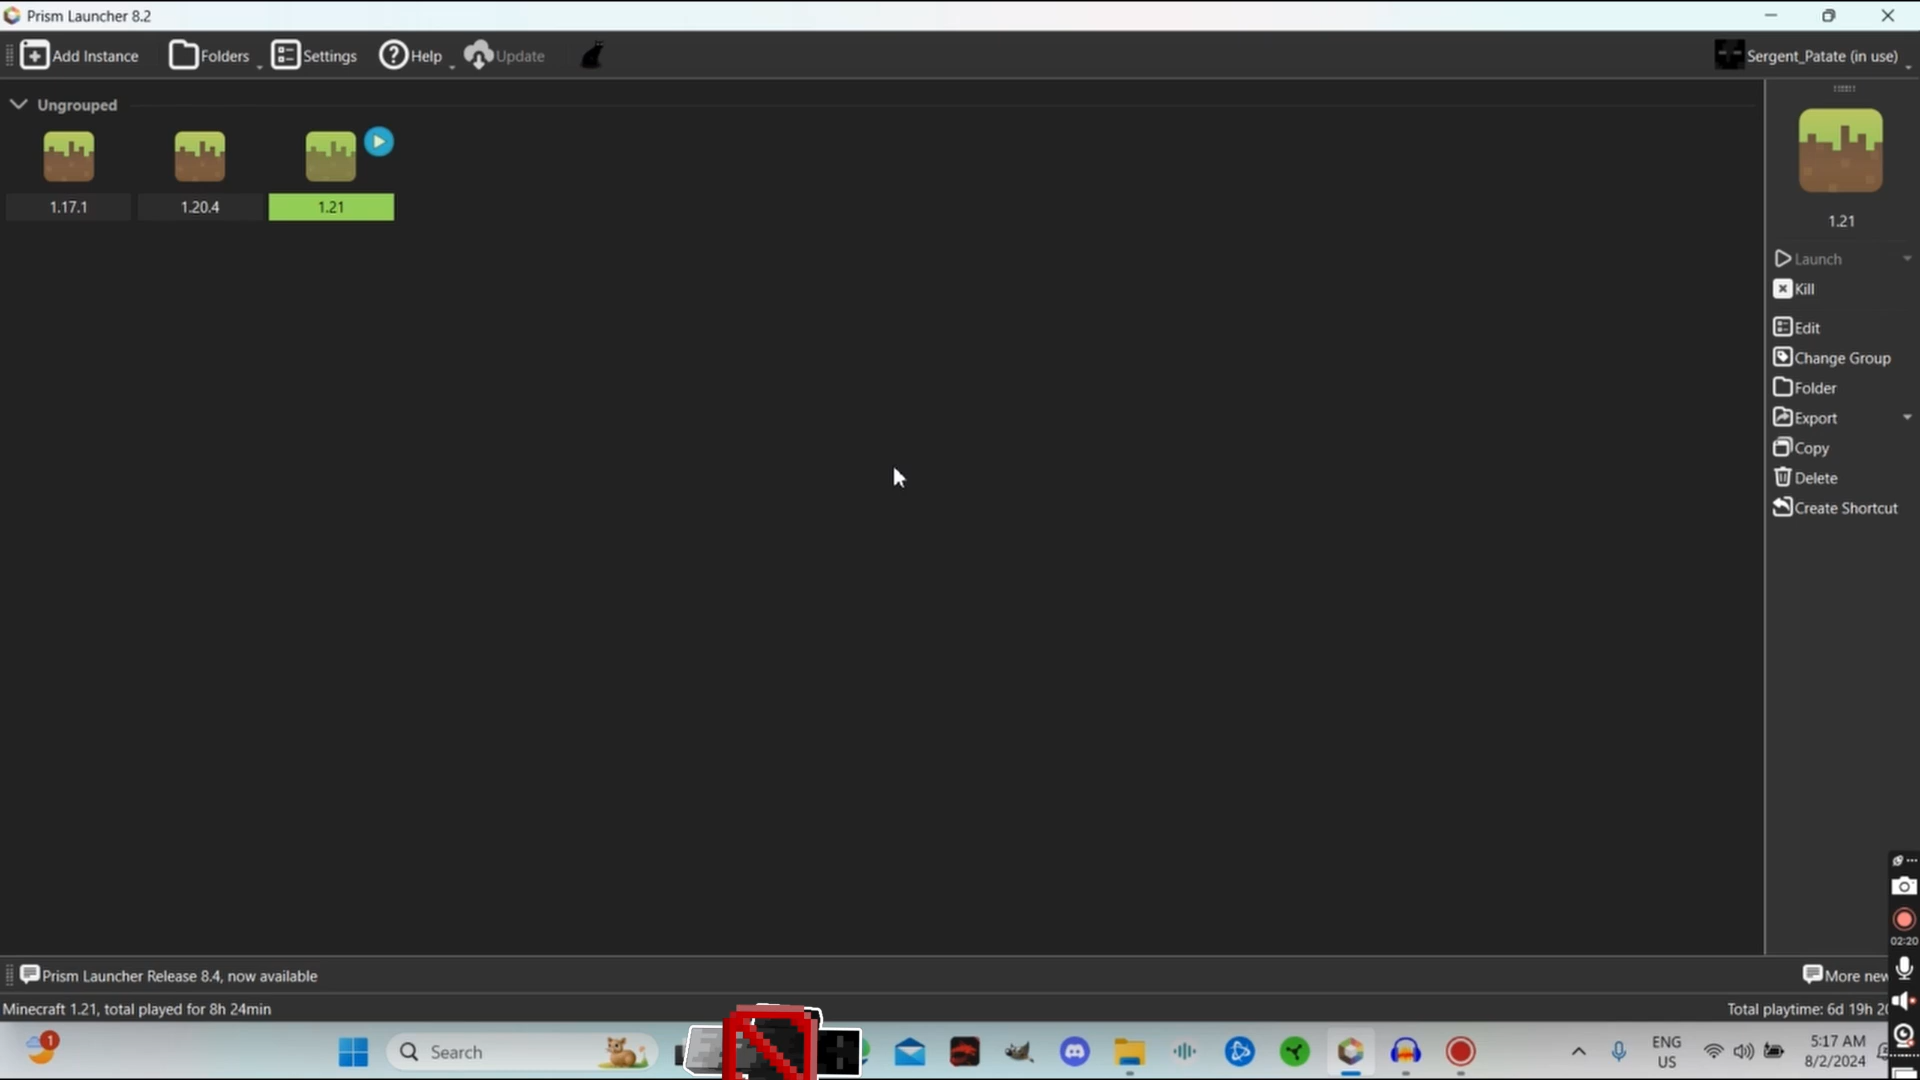 Prism Launcher 8.2
Add Instance Folders Settings Help Update Sergent_Patate (in use)
Ungrouped
1.17.1 1.20.4 1.21
1.21
Launch
Kill
Edit
Change Group
Folder
Export
Copy
Delete
Create Shortcut
02:20
Prism Launcher Release 8.4, now available More
Minecraft 1.21, total played for 8h 24min Total playtime: 6d 19h
1
Search
ENG
US
5:17 AM
8/2/2024